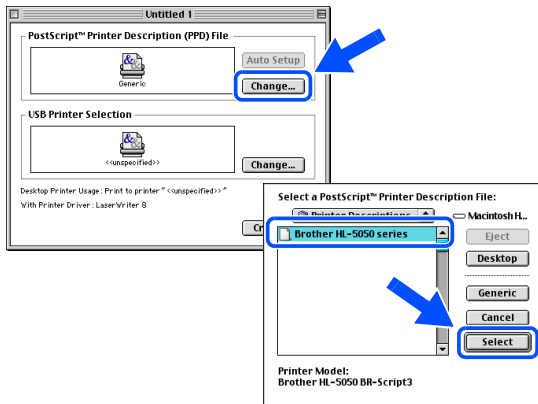 Untitled 1
PostScript™ Printer Description (PPD) File
Generic
Auto Setup
Change...
USB Printer Selection
<<unspecified>>
Change...
Desktop Printer Usage: Print to printer "<<unspecified>>"
With Printer Driver: LaserWriter 8
Cr
Select a PostScript™ Printer Description File:
Printer Descriptions
Macintosh H...
Brother HL-5050 series
Eject
Desktop
Generic
Cancel
Select
Printer Model:
Brother HL-5050 BR-Script3